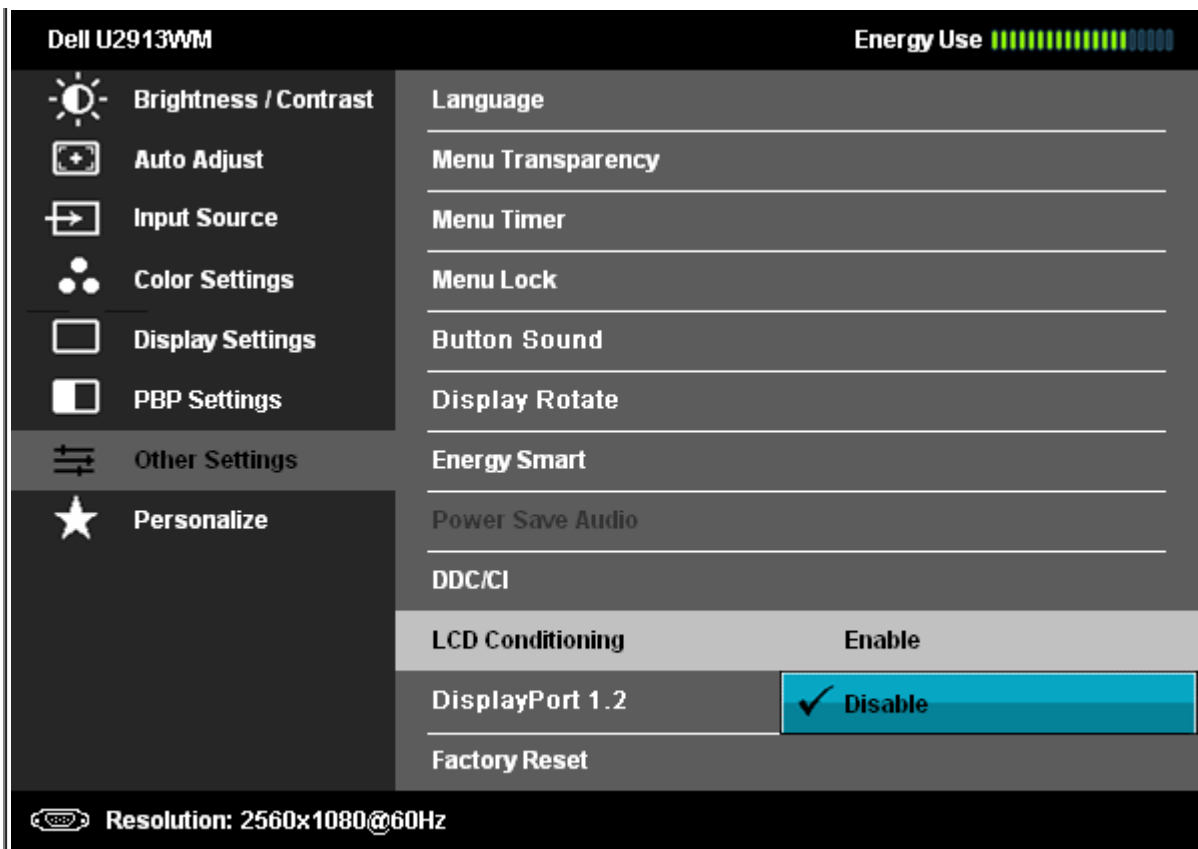 Dell U2913WM Energy Use
Brightness / Contrast Language
Auto Adjust Menu Transparency
Input Source Menu Timer
Color Settings Menu Lock
Display Settings Button Sound
PBP Settings Display Rotate
Other Settings Energy Smart
Personalize Power Save Audio
DDC/CI
LCD Conditioning Enable
DisplayPort 1.2 Disable
Factory Reset
Resolution: 2560x1080@60Hz